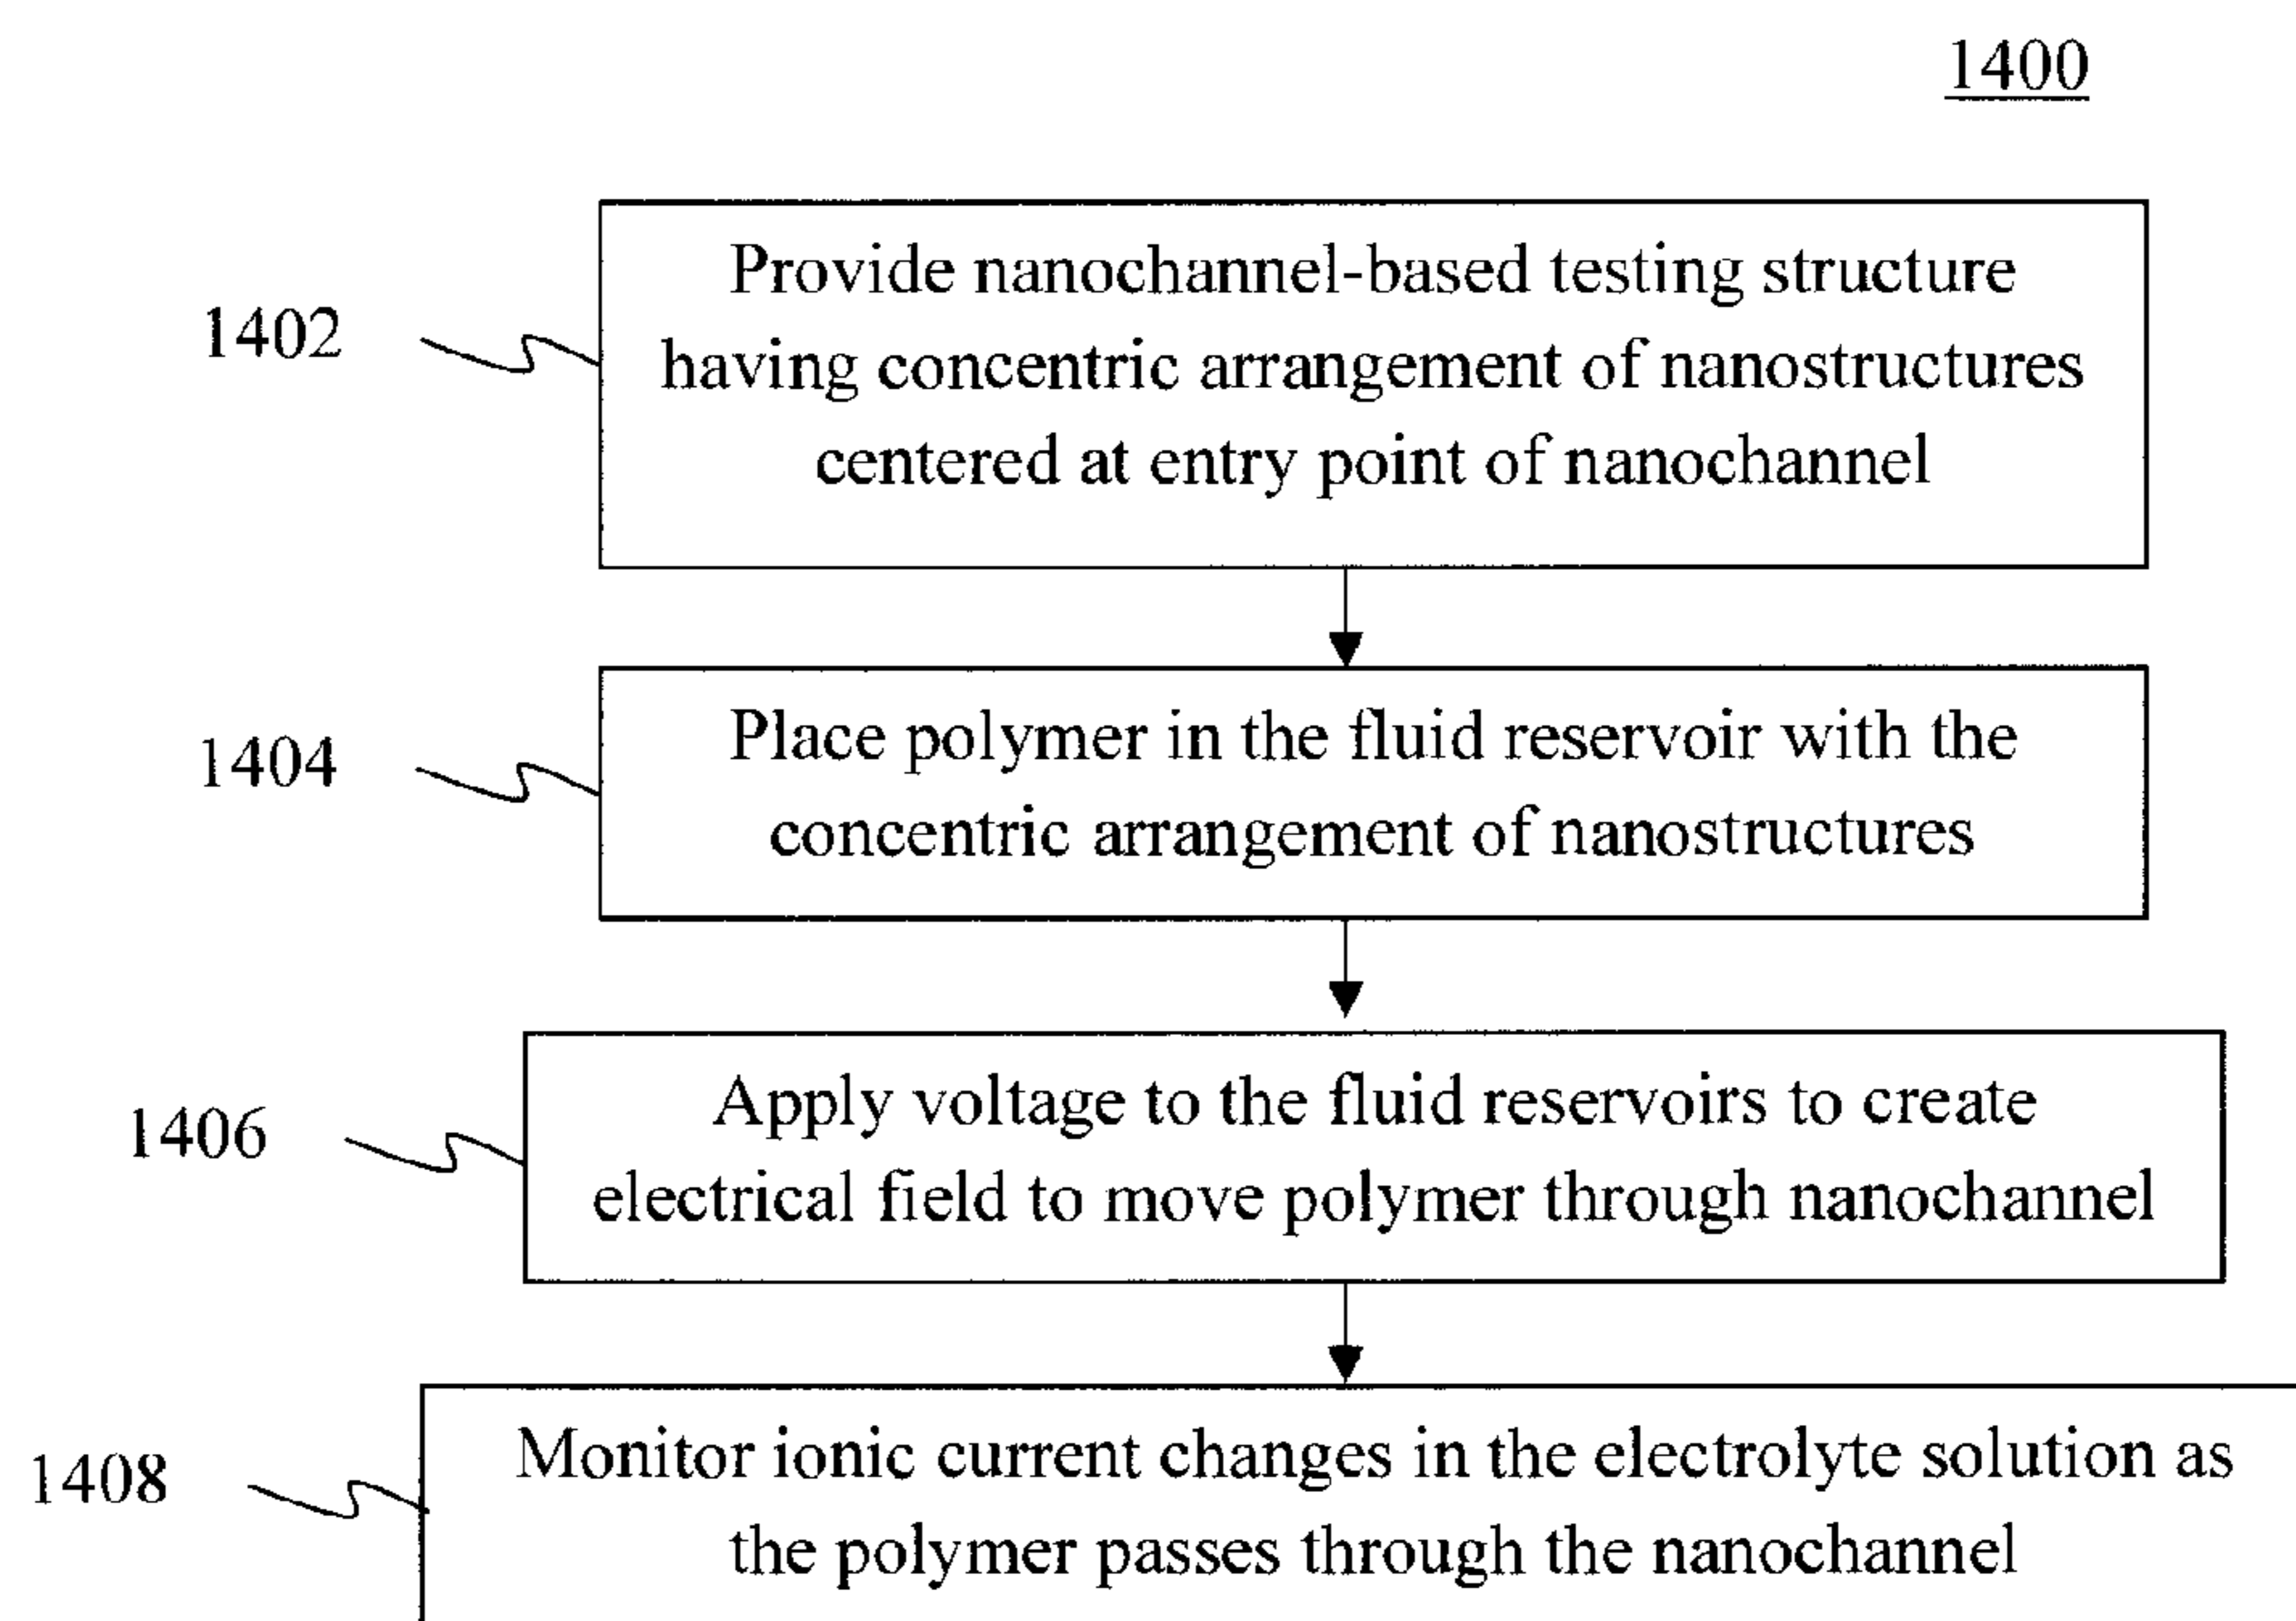 1400
1402
Provide nanochannel-based testing structure
having concentric arrangement of nanostructures
centered at entry point of nanochannel
1404
Place polymer in the fluid reservoir with the
concentric arrangement of nanostructures
1406
Apply voltage to the fluid reservoirs to create
electrical field to move polymer through nanochannel
1408
Monitor ionic current changes in the electrolyte solution as
the polymer passes through the nanochannel